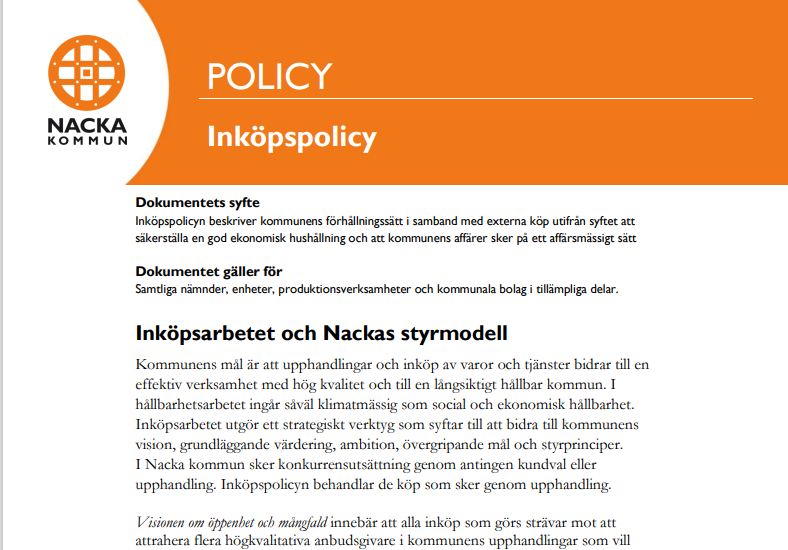 NACKA
KOMMUN
POLICY
Inköpspolicy
Dokumentets syfte
Inköpspolicyn beskriver kommunens förhållningssätt i samband med externa köp utifrån syftet att
säkerställa en god ekonomisk hushållning och att kommunens affärer sker på ett affärsmässigt sätt
Dokumentet gäller för
Samtliga nämnder, enheter, produktionsverksamheter och kommunala bolag i tillämpliga delar.
Inköpsarbetet och Nackas styrmodell
Kommunens mål är att upphandlingar och inköp av varor och tjänster bidrar till en
effektiv verksamhet med hög kvalitet och till en långsiktigt hållbar kommun. I
hållbarhetsarbetet ingår såväl klimatmässig som social och ekonomisk hållbarhet.
Inköpsarbetet utgör ett strategiskt verktyg som syftar till att bidra till kommunens
vision, grundläggande värdering, ambition, övergripande mål och styrprinciper.
I Nacka kommun sker konkurrensutsättning genom antingen kundval eller
upphandling. Inköpspolicyn behandlar de köp som sker genom upphandling.
Visionen om öppenhet och mångfald innebär att alla inköp som görs strävar mot att
attrahera flera högkvalitativa anbudsgivare i kommunens upphandlingar som vill